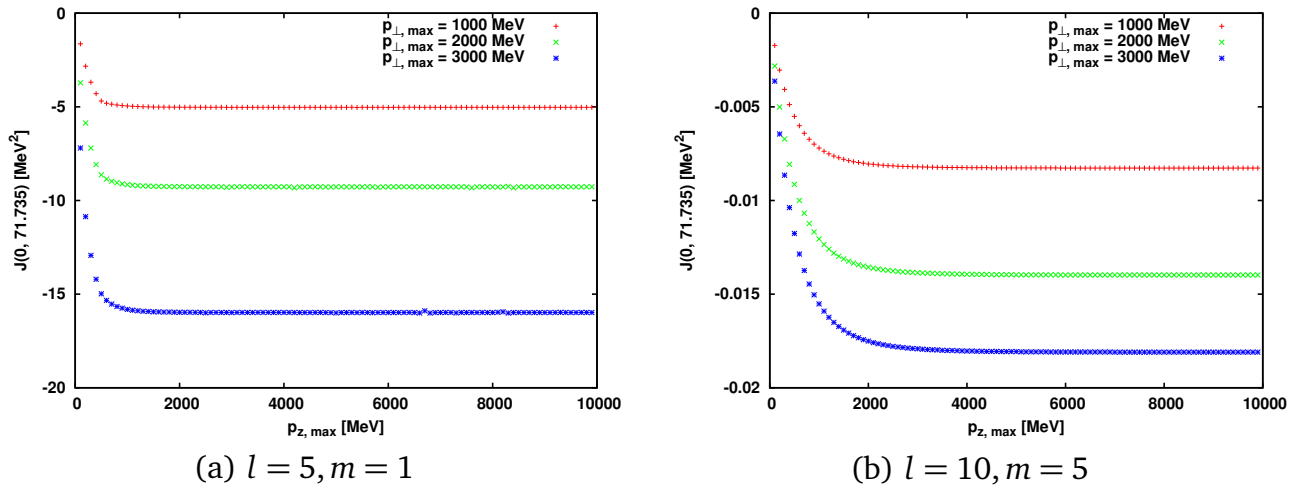 0
-5
-10
-15
-20
J(0, 71.735) [MeV²]
p⊥, max = 1000 MeV
p⊥, max = 2000 MeV
p⊥, max = 3000 MeV
0 2000 4000 6000 8000 10000
p_z, max [MeV]
(a) l = 5, m = 1
0
-0.005
-0.01
-0.015
-0.02
J(0, 71.735) [MeV²]
p⊥, max = 1000 MeV
p⊥, max = 2000 MeV
p⊥, max = 3000 MeV
0 2000 4000 6000 8000 10000
p_z, max [MeV]
(b) l = 10, m = 5